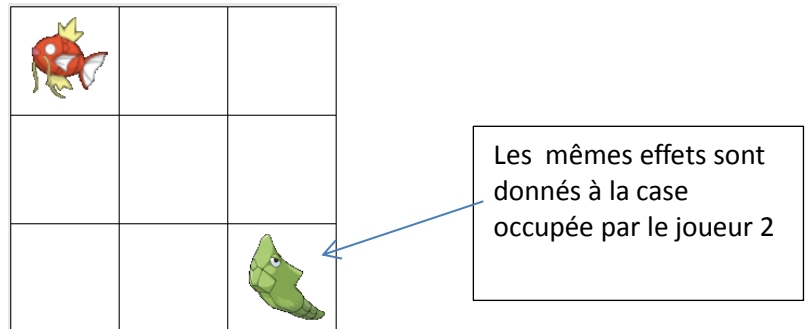 Les mêmes effets sont
donnés à la case
occupée par le joueur 2